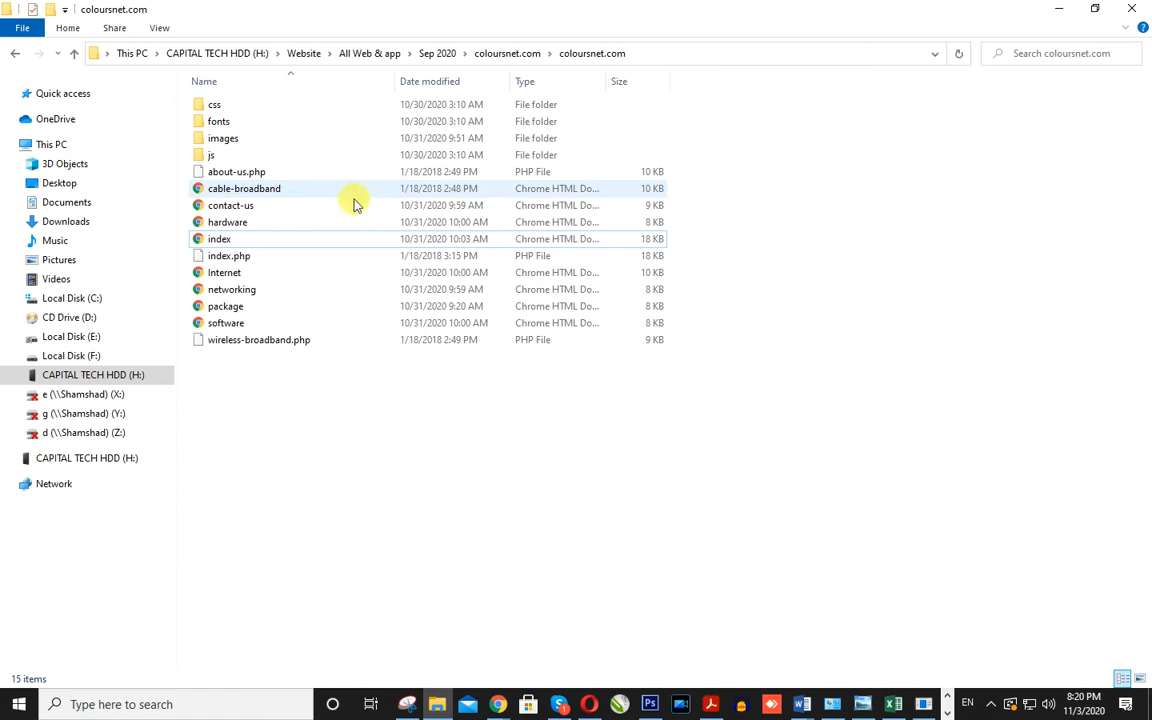 coloursnet.com
File Home Share View
This PC CAPITAL TECH HDD (H:) Website All Web & app Sep 2020 coloursnet.com coloursnet.com Search coloursnet.com
Name Date modified Type Size
Quick access
OneDrive
This PC
3D Objects
Desktop
Documents
Downloads
Music
Pictures
Videos
Local Disk (C:)
CD Drive (D:)
Local Disk (E:)
Local Disk (F:)
CAPITAL TECH HDD (H:)
e (\\Shamshad) (X:)
g (\\Shamshad) (Y:)
d (\\Shamshad) (Z:)
CAPITAL TECH HDD (H:)
Network
css 10/30/2020 3:10 AM File folder
fonts 10/30/2020 3:10 AM File folder
images 10/31/2020 9:51 AM File folder
js 10/30/2020 3:10 AM File folder
about-us.php 1/18/2018 2:49 PM PHP File 10 KB
cable-broadband 1/18/2018 2:48 PM Chrome HTML Do... 10 KB
contact-us 10/31/2020 9:59 AM Chrome HTML Do... 9 KB
hardware 10/31/2020 10:00 AM Chrome HTML Do... 8 KB
index 10/31/2020 10:03 AM Chrome HTML Do... 18 KB
index.php 1/18/2018 3:15 PM PHP File 18 KB
Internet 10/31/2020 10:00 AM Chrome HTML Do... 10 KB
networking 10/31/2020 9:59 AM Chrome HTML Do... 8 KB
package 10/31/2020 9:20 AM Chrome HTML Do... 8 KB
software 10/31/2020 10:00 AM Chrome HTML Do... 8 KB
wireless-broadband.php 1/18/2018 2:49 PM PHP File 9 KB
15 items
Type here to search
EN
8:20 PM
11/3/2020